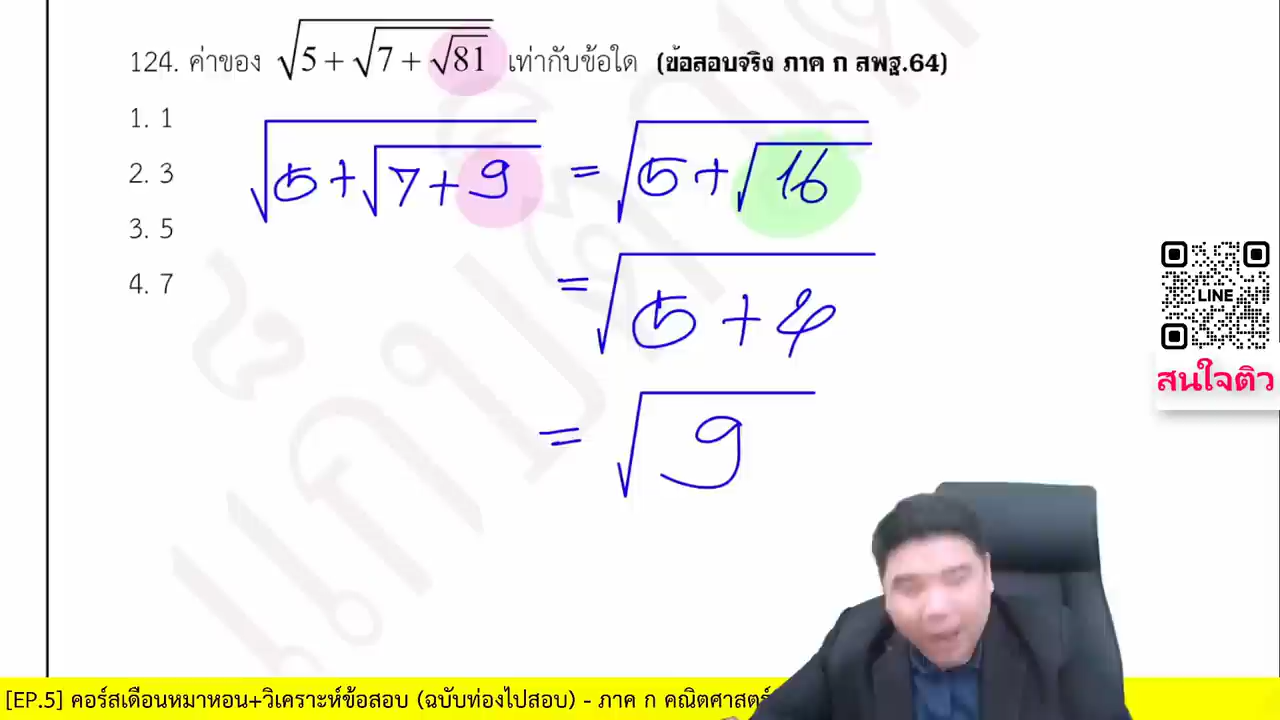 124. ค่าของ √(5 + √(7 + √81)) เท่ากับข้อใด (ข้อสอบจริง ภาค ก สพฐ.64)
1. 1
2. 3
3. 5
4. 7
√(5+√(7+9)) = √(5+√16)
= √(5+4)
= √9
LINE
สนใจติว
[EP.5] คอร์สเดือนหมาหอน+วิเคราะห์ข้อสอบ (ฉบับท่องไปสอบ) - ภาค ก คณิตศาสตร์